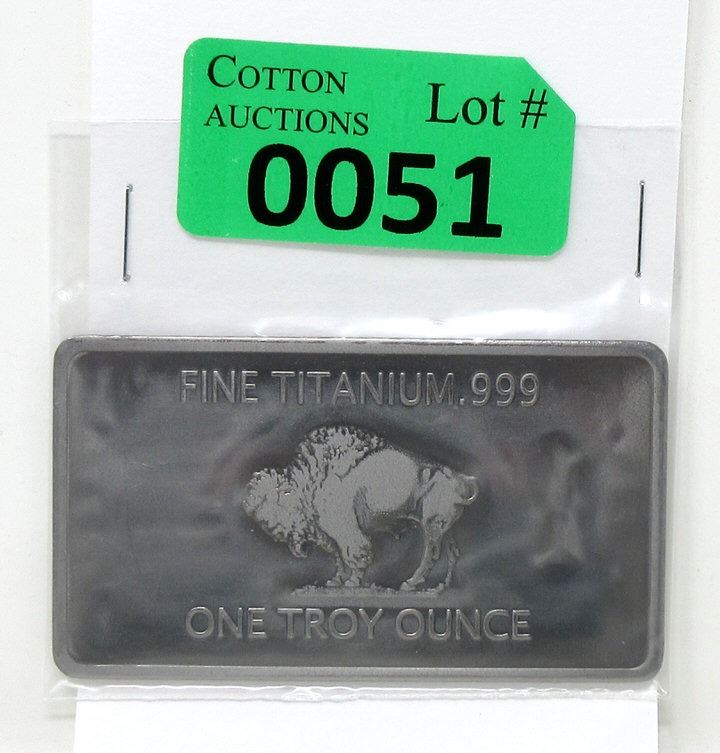 COTTON
AUCTIONS
Lot #
0051
FINE TITANIUM.999
ONE TROY OUNCE